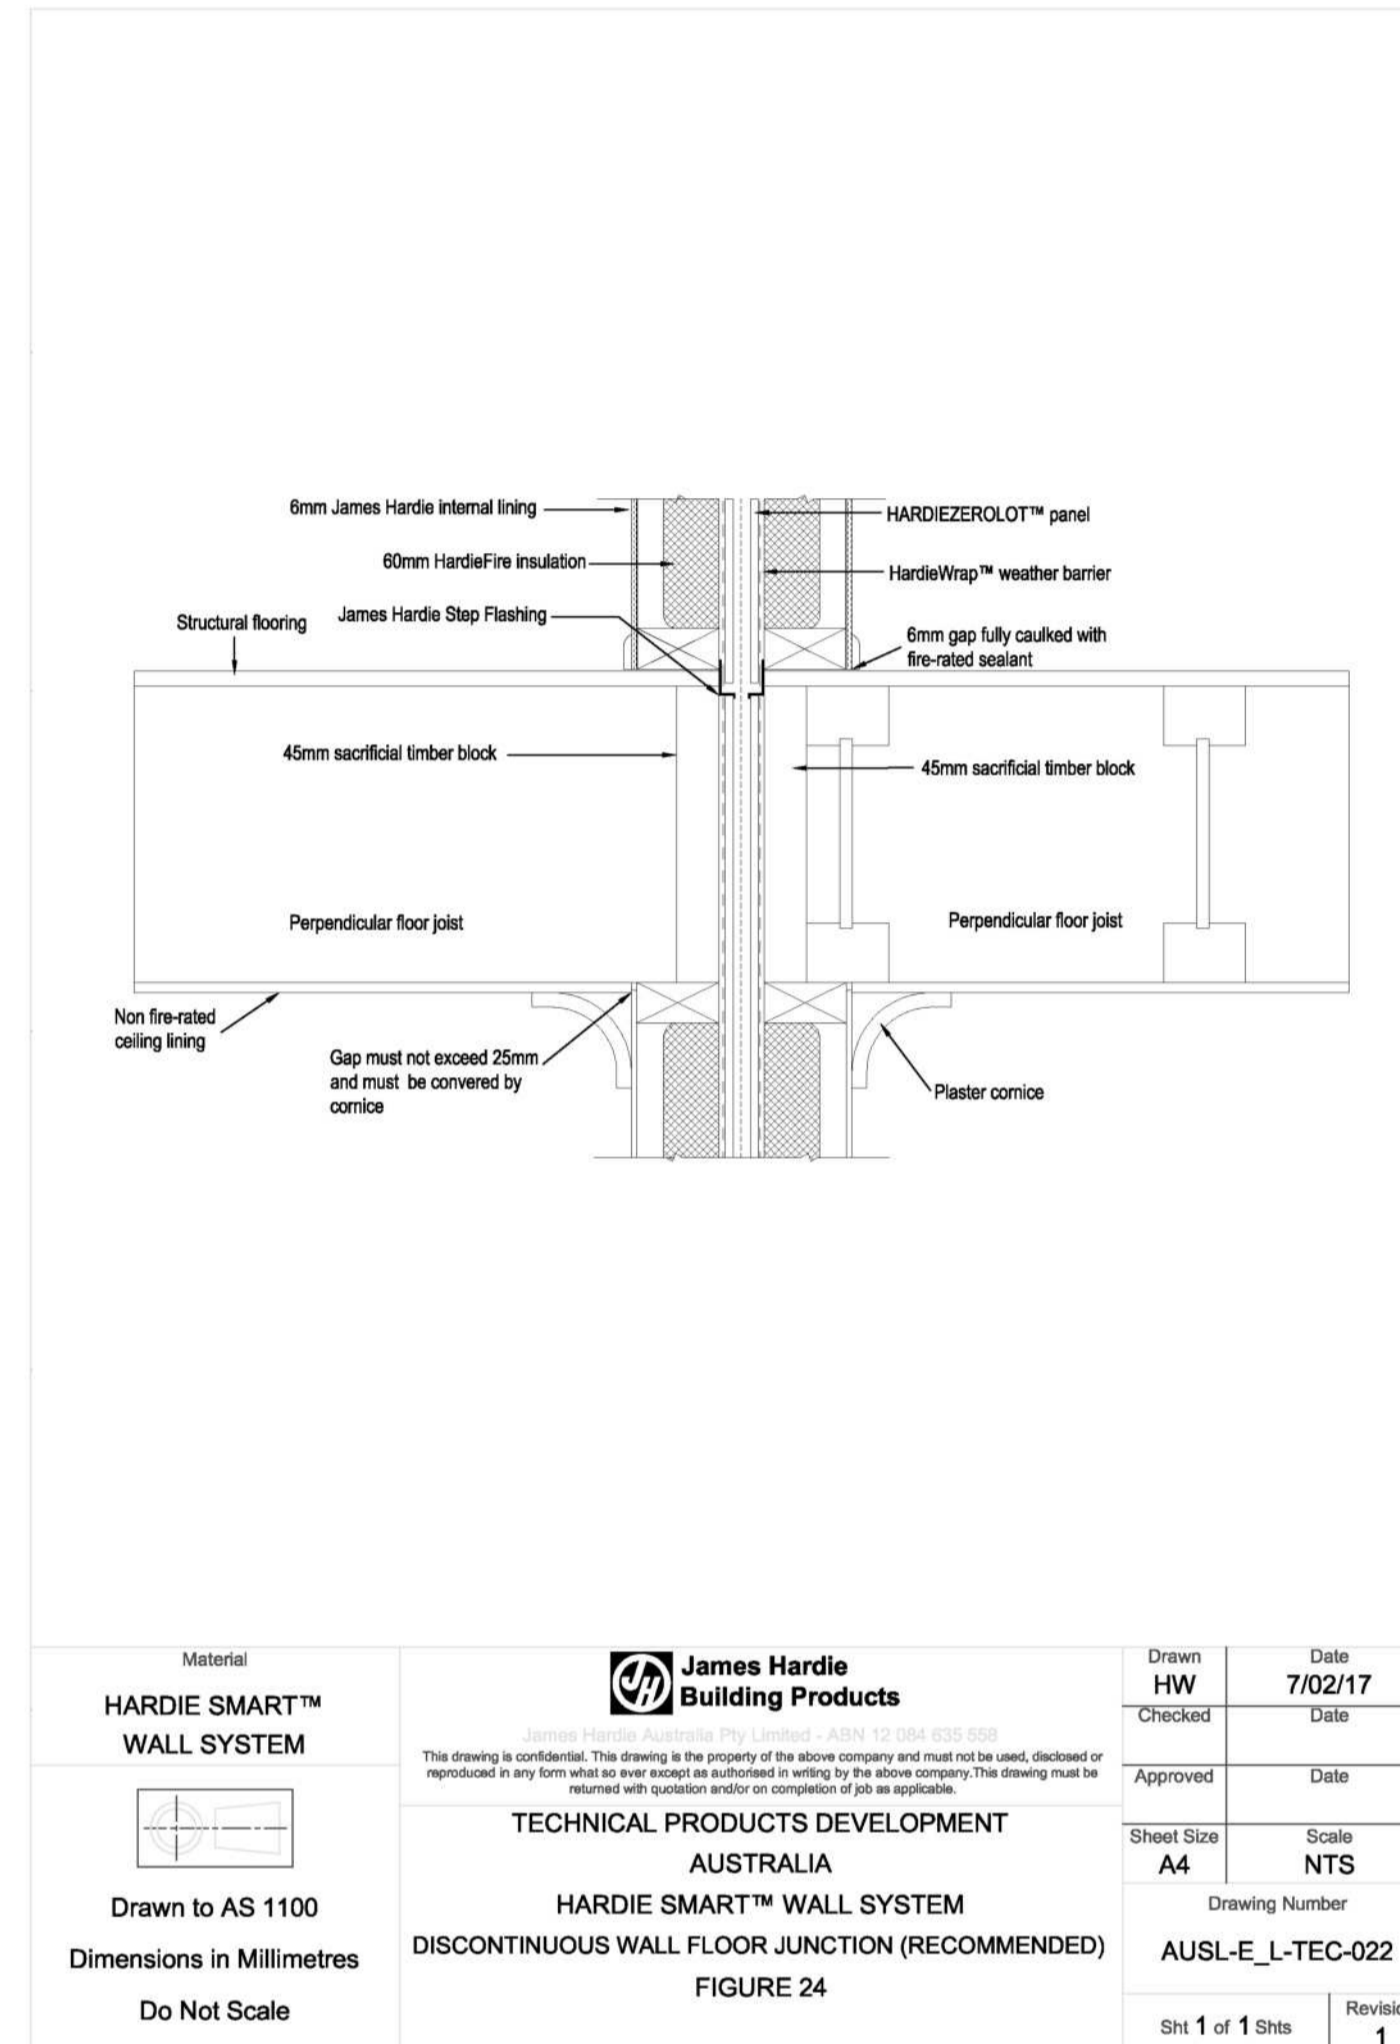 6mm James Hardie internal lining
HARDIEZEROLOT™ panel
60mm HardieFire insulation
HardieWrap™ weather barrier
James Hardie Step Flashing
Structural flooring
6mm gap fully caulked with
fire-rated sealant
45mm sacrificial timber block
45mm sacrificial timber block
Perpendicular floor joist
Perpendicular floor joist
Non fire-rated
ceiling lining
Gap must not exceed 25mm
and must be convered by
cornice
Plaster cornice
Material
HARDIE SMART™
WALL SYSTEM
Drawn to AS 1100
Dimensions in Millimetres
Do Not Scale
JH
James Hardie
Building Products
James Hardie Australia Pty Limited - ABN 12 084 635 558
This drawing is confidential. This drawing is the property of the above company and must not be used, disclosed or
reproduced in any form what so ever except as authorised in writing by the above company.This drawing must be
returned with quotation and/or on completion of job as applicable.
TECHNICAL PRODUCTS DEVELOPMENT
AUSTRALIA
HARDIE SMART™ WALL SYSTEM
DISCONTINUOUS WALL FLOOR JUNCTION (RECOMMENDED)
FIGURE 24
Drawn Date
HW 7/02/17
Checked Date
Approved Date
Sheet Size Scale
A4 NTS
Drawing Number
AUSL-E_L-TEC-022
Sht 1 of 1 Shts